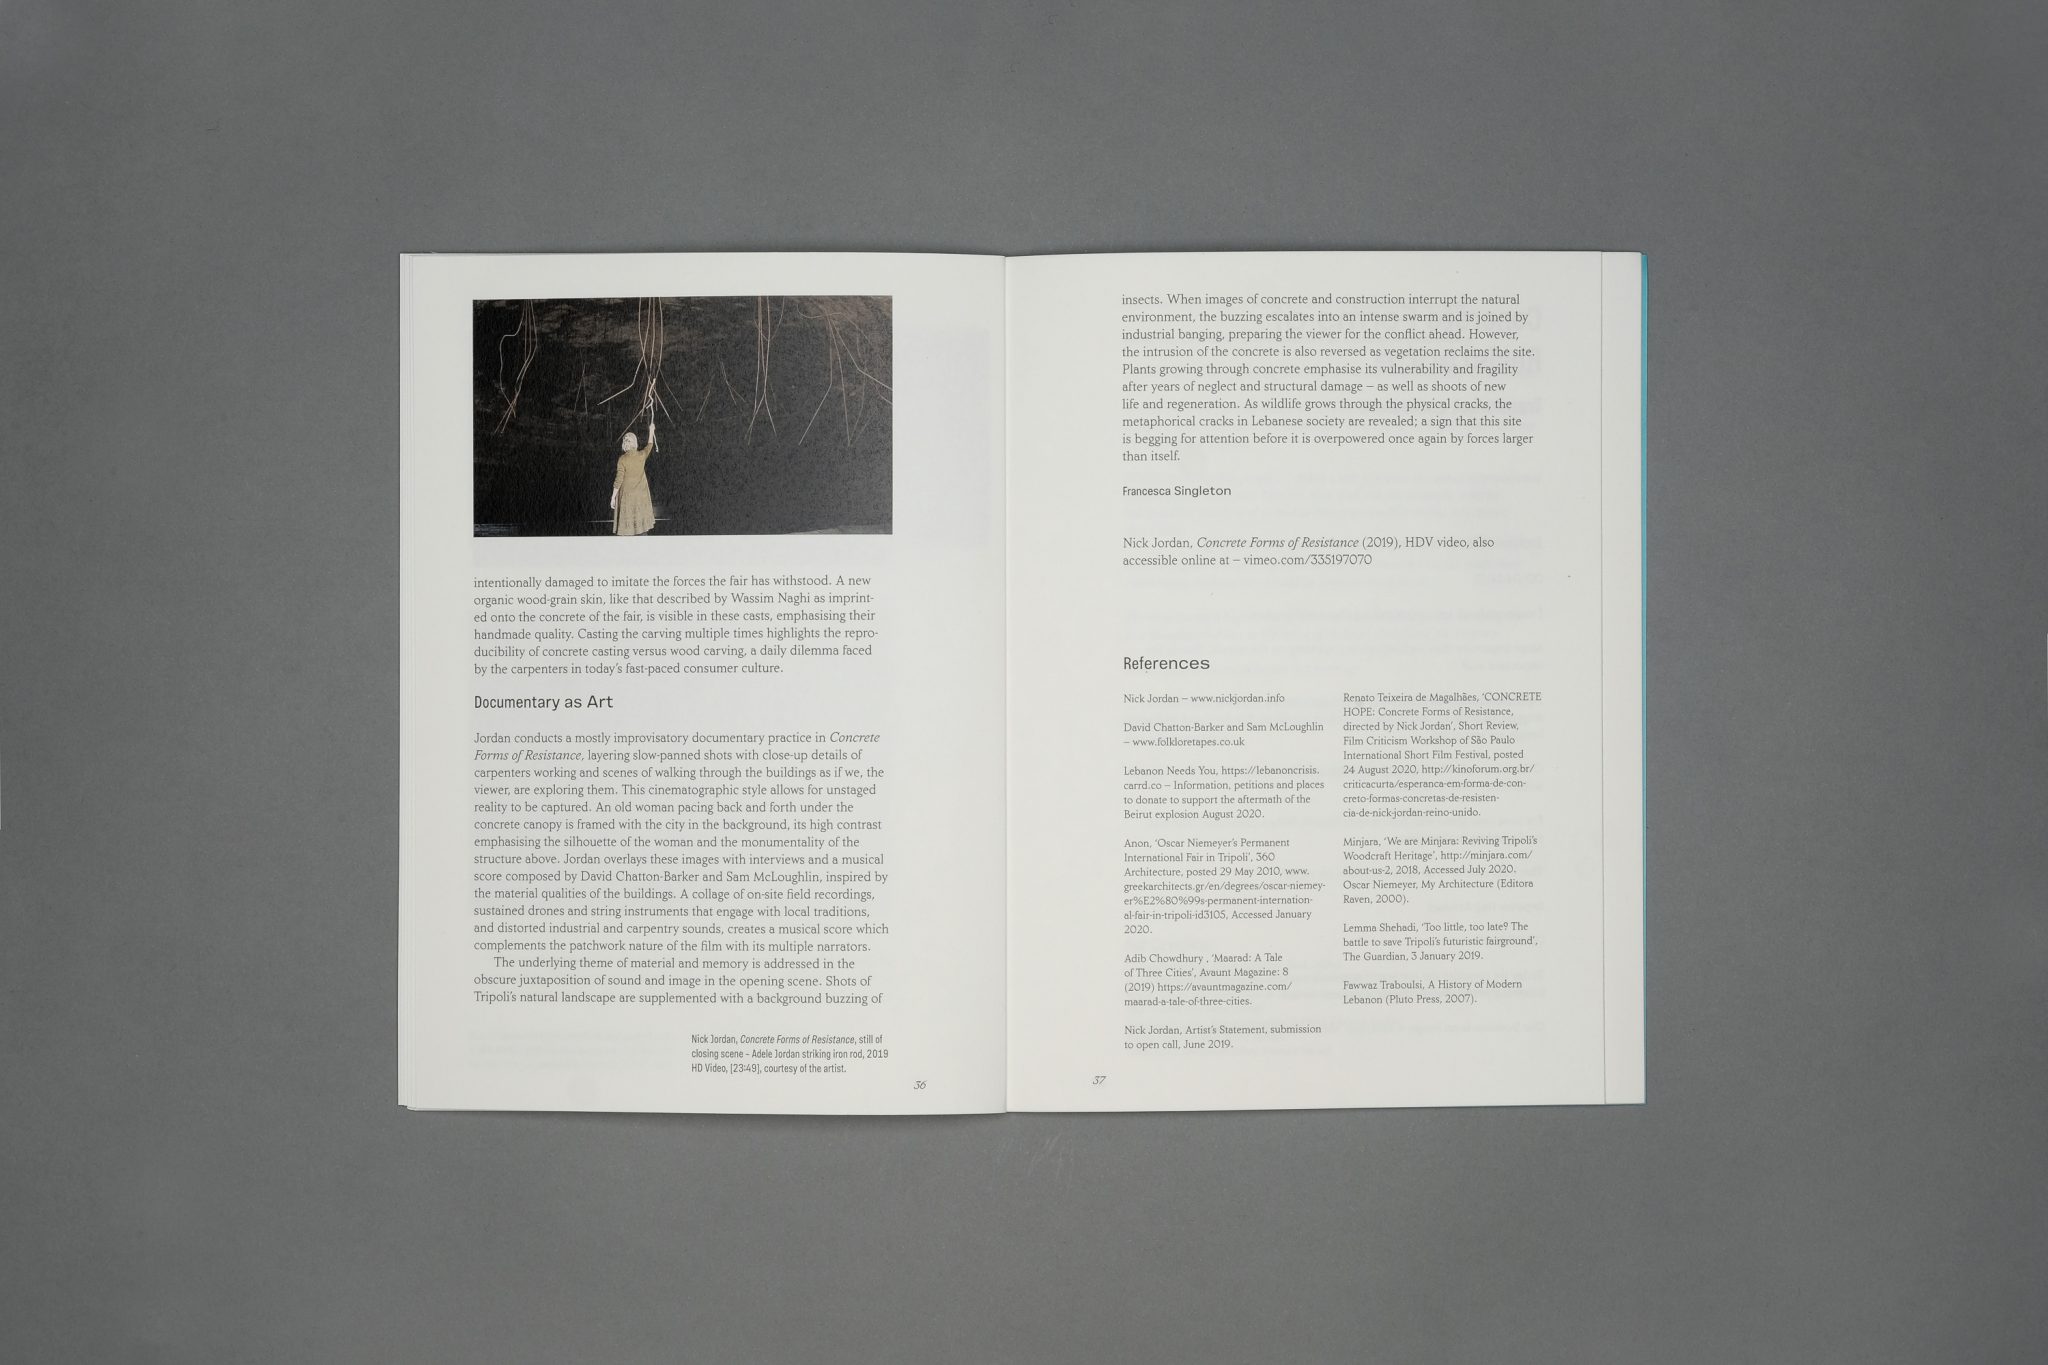 intentionally damaged to imitate the forces the fair has withstood. A new
organic wood-grain skin, like that described by Wassim Naghi as imprint-
ed onto the concrete of the fair, is visible in these casts, emphasising their
handmade quality. Casting the carving multiple times highlights the repro-
ducibility of concrete casting versus wood carving, a daily dilemma faced
by the carpenters in today's fast-paced consumer culture.
Documentary as Art
Jordan conducts a mostly improvisatory documentary practice in Concrete
Forms of Resistance, layering slow-panned shots with close-up details of
carpenters working and scenes of walking through the buildings as if we, the
viewer, are exploring them. This cinematographic style allows for unstaged
reality to be captured. An old woman pacing back and forth under the
concrete canopy is framed with the city in the background, its high contrast
emphasising the silhouette of the woman and the monumentality of the
structure above. Jordan overlays these images with interviews and a musical
score composed by David Chatton-Barker and Sam McLoughlin, inspired by
the material qualities of the buildings. A collage of on-site field recordings,
sustained drones and string instruments that engage with local traditions,
and distorted industrial and carpentry sounds, creates a musical score which
complements the patchwork nature of the film with its multiple narrators.
The underlying theme of material and memory is addressed in the
obscure juxtaposition of sound and image in the opening scene. Shots of
Tripoli's natural landscape are supplemented with a background buzzing of
Nick Jordan, Concrete Forms of Resistance, still of
closing scene – Adele Jordan striking iron rod, 2019
HD Video, [23:49], courtesy of the artist.
36
insects. When images of concrete and construction interrupt the natural
environment, the buzzing escalates into an intense swarm and is joined by
industrial banging, preparing the viewer for the conflict ahead. However,
the intrusion of the concrete is also reversed as vegetation reclaims the site.
Plants growing through concrete emphasise its vulnerability and fragility
after years of neglect and structural damage – as well as shoots of new
life and regeneration. As wildlife grows through the physical cracks, the
metaphorical cracks in Lebanese society are revealed; a sign that this site
is begging for attention before it is overpowered once again by forces larger
than itself.
Francesca Singleton
Nick Jordan, Concrete Forms of Resistance (2019), HDV video, also
accessible online at – vimeo.com/335197070
References
Nick Jordan – www.nickjordan.info
David Chatton-Barker and Sam McLoughlin
– www.folkloretapes.co.uk
Lebanon Needs You, https://lebanoncrisis.
carrd.co – Information, petitions and places
to donate to support the aftermath of the
Beirut explosion August 2020.
Anon, 'Oscar Niemeyer's Permanent
International Fair in Tripoli', 360
Architecture, posted 29 May 2010, www.
greekarchitects.gr/en/degrees/oscar-niemey-
er%E2%80%99s-permanent-internation-
al-fair-in-tripoli-id3105, Accessed January
2020.
Adib Chowdhury , 'Maarad: A Tale
of Three Cities', Avaunt Magazine: 8
(2019) https://avauntmagazine.com/
maarad-a-tale-of-three-cities.
Nick Jordan, Artist's Statement, submission
to open call, June 2019.
Renato Teixeira de Magalhães, 'CONCRETE
HOPE: Concrete Forms of Resistance,
directed by Nick Jordan', Short Review,
Film Criticism Workshop of São Paulo
International Short Film Festival, posted
24 August 2020, http://kinoforum.org.br/
criticacurta/esperanca-em-forma-de-con-
creto-formas-concretas-de-resisten-
cia-de-nick-jordan-reino-unido.
Minjara, 'We are Minjara: Reviving Tripoli's
Woodcraft Heritage', http://minjara.com/
about-us-2, 2018, Accessed July 2020.
Oscar Niemeyer, My Architecture (Editora
Raven, 2000).
Lemma Shehadi, 'Too little, too late? The
battle to save Tripoli's futuristic fairground',
The Guardian, 3 January 2019.
Fawwaz Traboulsi, A History of Modern
Lebanon (Pluto Press, 2007).
37